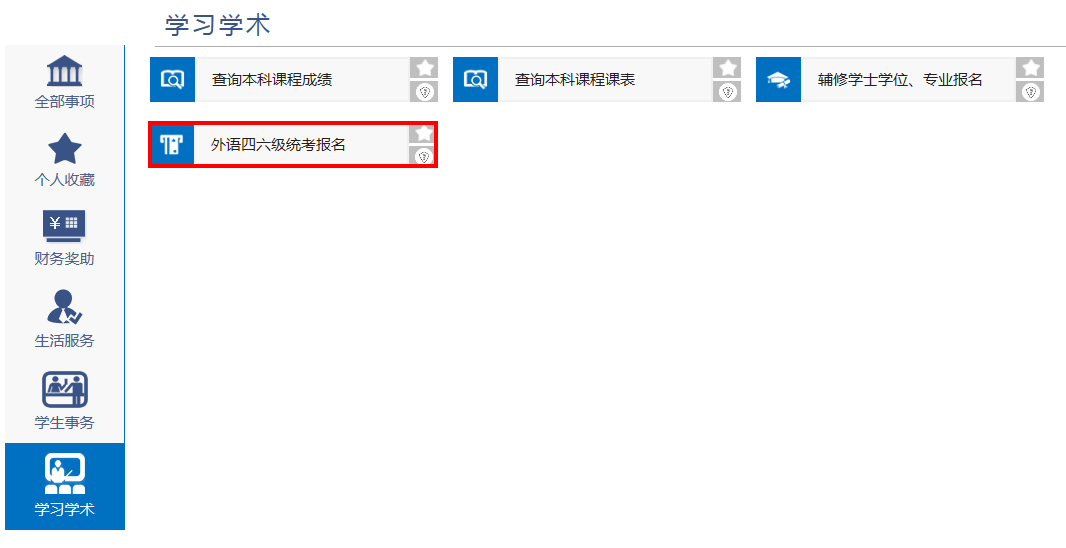 学习学术
全部事项
个人收藏
¥
财务奖助
生活服务
学生事务
学习学术
查询本科课程成绩
查询本科课程课表
辅修学士学位、专业报名
外语四六级统考报名